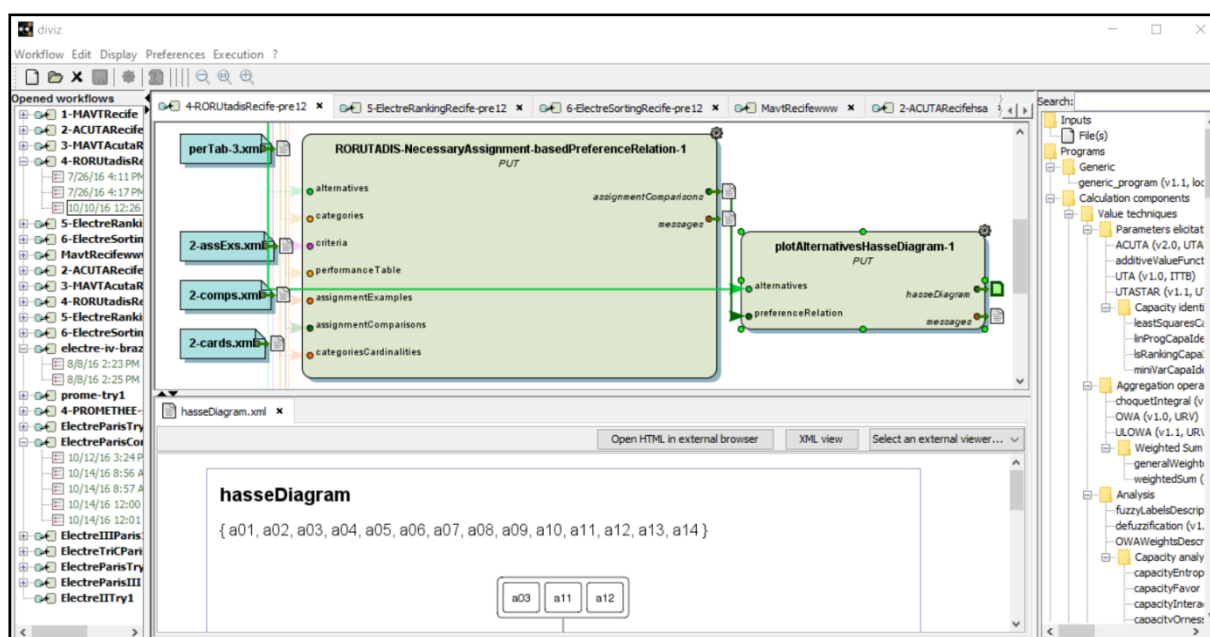 diviz
Workflow Edit Display Preferences Execution ?
Opened workflows
1-MAVTRecife
2-ACUTARecife
3-MAVTAcutaR
4-RORUtadisRe
7/26/16 4:11 PM
7/26/16 4:17 PM
10/10/16 12:26
5-ElectreRanki
6-ElectreSortin
MavtRecifeww
2-ACUTARecife
3-MAVTAcutaR
4-RORUtadisRe
5-ElectreRanki
6-ElectreSortin
electre-iv-braz
8/8/16 2:23 PM
8/8/16 2:25 PM
prome-try1
4-PROMETHEE-
ElectreParisTry
ElectreParisCor
10/12/16 3:24 P
10/14/16 8:56 A
10/14/16 8:57 A
10/14/16 12:00
10/14/16 12:01
ElectreIIIParis
ElectreTriCPari
ElectreParisTry
ElectreParisIII
ElectreIITry1
4-RORUtadisRecife-pre12
5-ElectreRankingRecife-pre12
6-ElectreSortingRecife-pre12
MavtRecifewww
2-ACUTARecifehsa
perTab-3.xml
2-assExs.xml
2-comps.xml
2-cards.xml
RORUTADIS-NecessaryAssignment-basedPreferenceRelation-1
PUT
alternatives
categories
criteria
performanceTable
assignmentExamples
assignmentComparisons
categoriesCardinalities
assignmentComparisons
messages
plotAlternativesHasseDiagram-1
PUT
alternatives
preferenceRelation
hasseDiagram
messages
hasseDiagram.xml
Open HTML in external browser
XML view
Select an external viewer...
hasseDiagram
{ a01, a02, a03, a04, a05, a06, a07, a08, a09, a10, a11, a12, a13, a14 }
a03 a11 a12
Search:
Inputs
File(s)
Programs
Generic
generic_program (v1.1, loc
Calculation components
Value techniques
Parameters elicitat
ACUTA (v2.0, UTA
additiveValueFunct
UTA (v1.0, ITTB)
UTASTAR (v1.1, UT
Capacity identi
leastSquaresCa
linProgCapaIde
lsRankingCapaI
miniVarCapaIde
Aggregation opera
choquetIntegral (v
OWA (v1.0, URV)
ULOWA (v1.1, URV
Weighted Sum
generalWeighte
weightedSum (
Analysis
fuzzyLabelsDescrip
defuzzification (v1.
OWAWeightsDescr
Capacity analy
capacityEntrop
capacityFavor
capacityInterac
capacityOrness